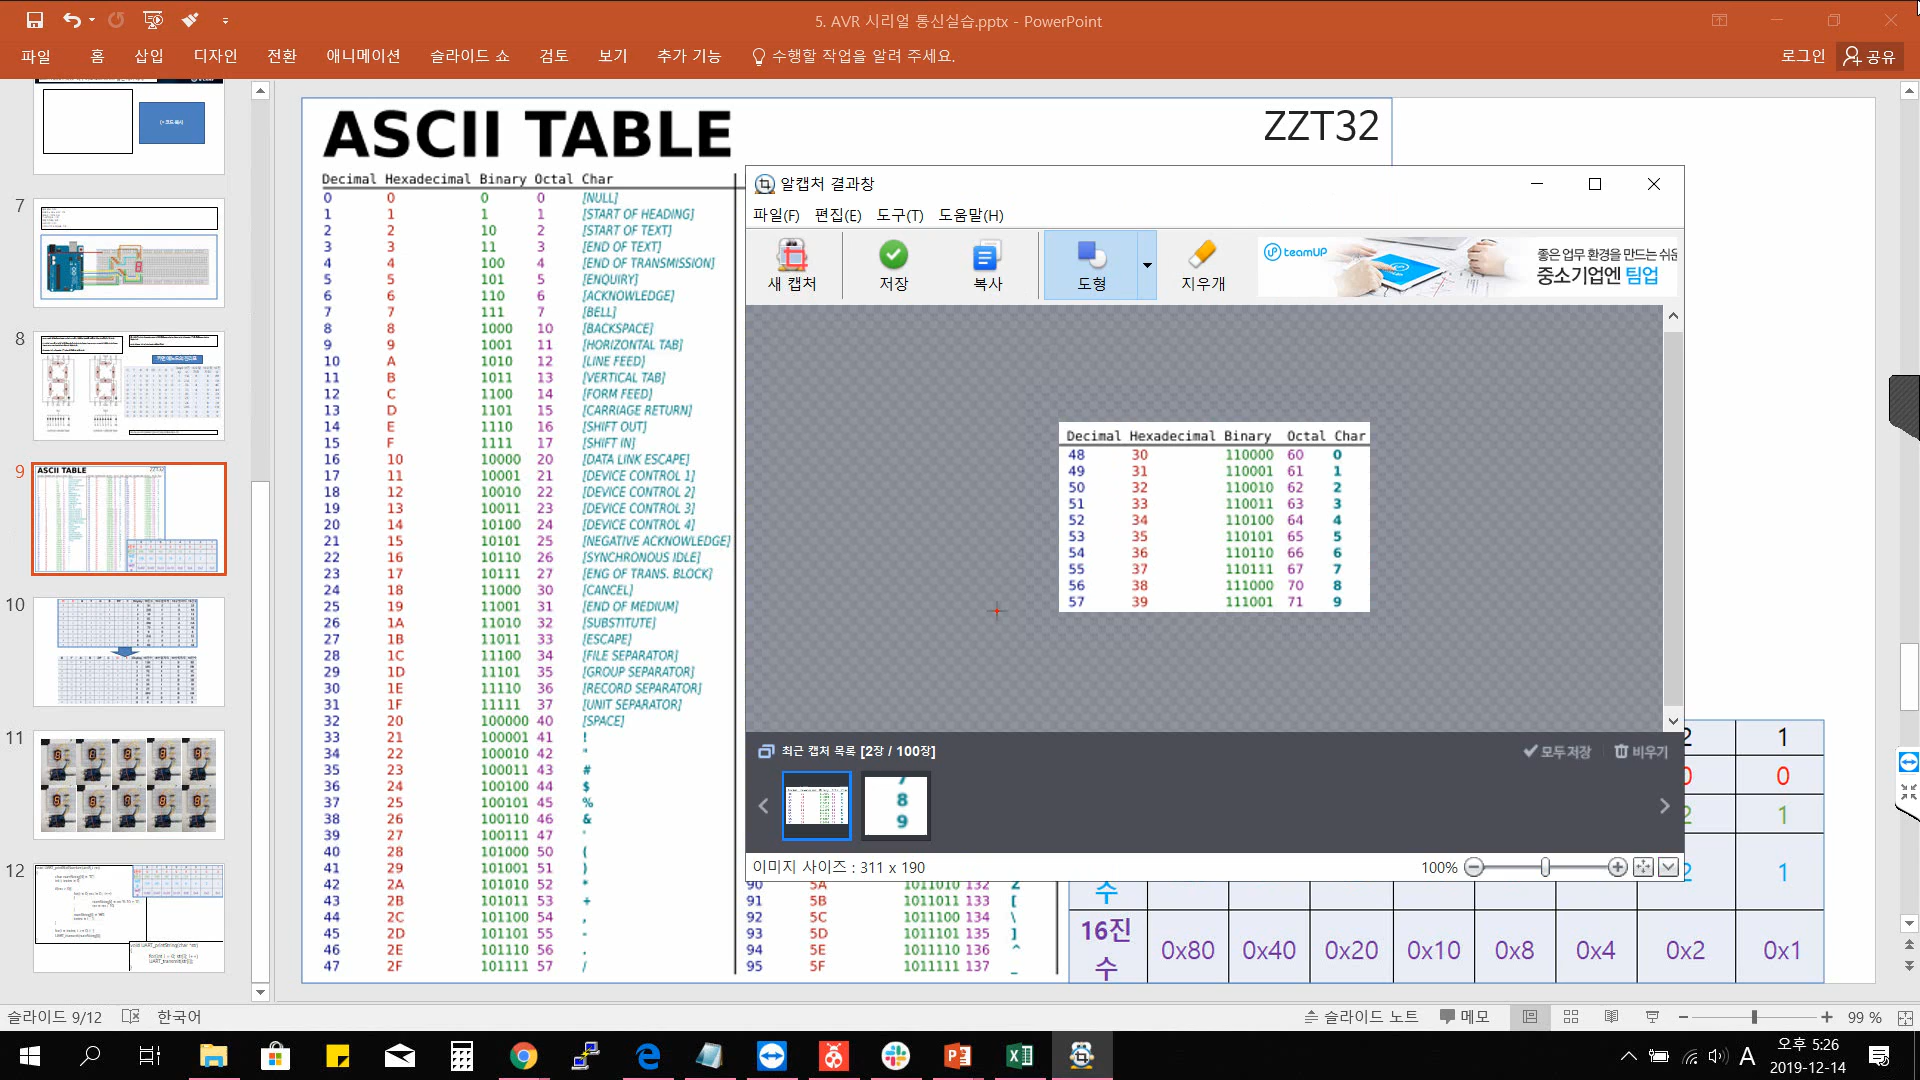 5. AVR 시리얼 통신실습.pptx - PowerPoint
파일 홈 삽입 디자인 전환 애니메이션 슬라이드 쇼 검토 보기 추가 기능 수행할 작업을 알려 주세요. 로그인 공유
7
8
9
10
11
12
ASCII TABLE
ZZT32
Decimal Hexadecimal Binary Octal Char
0 0 0 0 [NULL]
1 1 1 1 [START OF HEADING]
2 2 10 2 [START OF TEXT]
3 3 11 3 [END OF TEXT]
4 4 100 4 [END OF TRANSMISSION]
5 5 101 5 [ENQUIRY]
6 6 110 6 [ACKNOWLEDGE]
7 7 111 7 [BELL]
8 8 1000 10 [BACKSPACE]
9 9 1001 11 [HORIZONTAL TAB]
10 A 1010 12 [LINE FEED]
11 B 1011 13 [VERTICAL TAB]
12 C 1100 14 [FORM FEED]
13 D 1101 15 [CARRIAGE RETURN]
14 E 1110 16 [SHIFT OUT]
15 F 1111 17 [SHIFT IN]
16 10 10000 20 [DATA LINK ESCAPE]
17 11 10001 21 [DEVICE CONTROL 1]
18 12 10010 22 [DEVICE CONTROL 2]
19 13 10011 23 [DEVICE CONTROL 3]
20 14 10100 24 [DEVICE CONTROL 4]
21 15 10101 25 [NEGATIVE ACKNOWLEDGE]
22 16 10110 26 [SYNCHRONOUS IDLE]
23 17 10111 27 [ENG OF TRANS. BLOCK]
24 18 11000 30 [CANCEL]
25 19 11001 31 [END OF MEDIUM]
26 1A 11010 32 [SUBSTITUTE]
27 1B 11011 33 [ESCAPE]
28 1C 11100 34 [FILE SEPARATOR]
29 1D 11101 35 [GROUP SEPARATOR]
30 1E 11110 36 [RECORD SEPARATOR]
31 1F 11111 37 [UNIT SEPARATOR]
32 20 100000 40 [SPACE]
33 21 100001 41 !
34 22 100010 42 "
35 23 100011 43 #
36 24 100100 44 $
37 25 100101 45 %
38 26 100110 46 &
39 27 100111 47 '
40 28 101000 50 (
41 29 101001 51 )
42 2A 101010 52 *
43 2B 101011 53 +
44 2C 101100 54 ,
45 2D 101101 55 -
46 2E 101110 56 .
47 2F 101111 57 /
90 5A 1011010 132 Z
91 5B 1011011 133 [
92 5C 1011100 134 \
93 5D 1011101 135 ]
94 5E 1011110 136 ^
95 5F 1011111 137 _
알캡처 결과창
파일(F) 편집(E) 도구(T) 도움말(H)
새 캡처 저장 복사 도형 지우개
teamUP
좋은 업무 환경을 만드는 쉬운
중소기업엔 팀업
Decimal Hexadecimal Binary Octal Char
48 30 110000 60 0
49 31 110001 61 1
50 32 110010 62 2
51 33 110011 63 3
52 34 110100 64 4
53 35 110101 65 5
54 36 110110 66 6
55 37 110111 67 7
56 38 111000 70 8
57 39 111001 71 9
최근 캡처 목록 [2장 / 100장] 모두저장 비우기
8
9
이미지 사이즈 : 311 x 190 100%
2 1
0 0
2 1
수 2 1
16진수 0x80 0x40 0x20 0x10 0x8 0x4 0x2 0x1
슬라이드 9/12 한국어 슬라이드 노트 메모 99 %
A
오후 5:26
2019-12-14